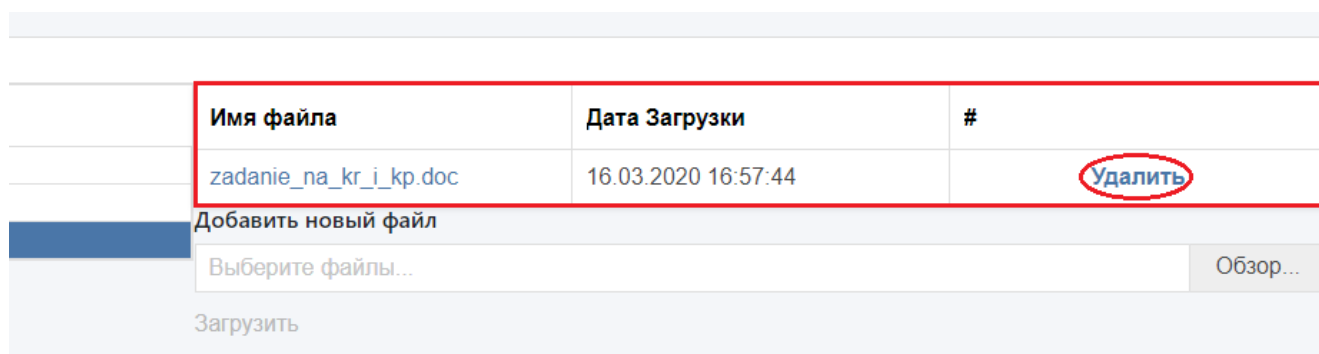 Имя файла Дата Загрузки #
zadanie_na_kr_i_kp.doc 16.03.2020 16:57:44 Удалить
Добавить новый файл
Выберите файлы... Обзор...
Загрузить